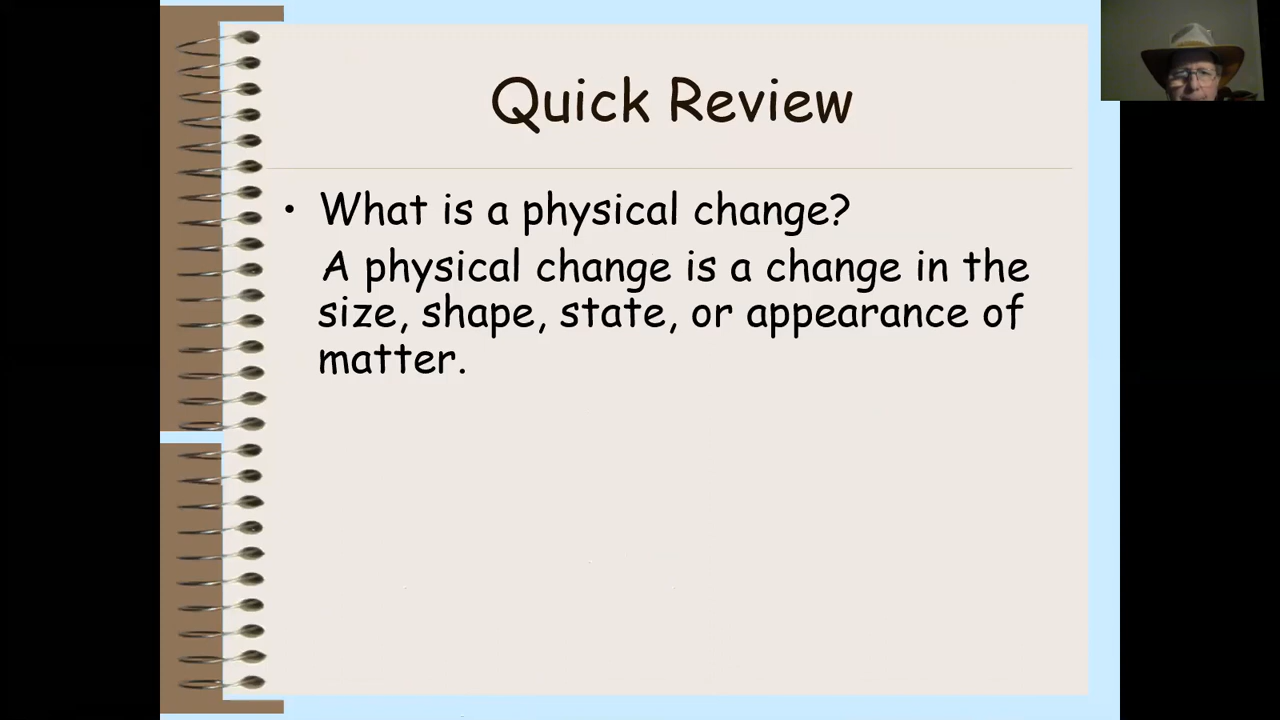 Quick Review
• What is a physical change?
A physical change is a change in the
size, shape, state, or appearance of
matter.